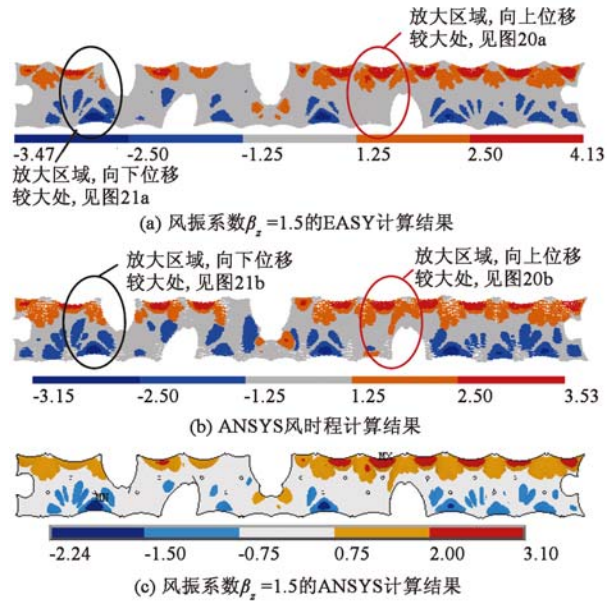 放大区域, 向上位移
较大处, 见图20a
-3.47 -2.50 -1.25 1.25 2.50 4.13
放大区域, 向下位移
较大处, 见图21a
(a) 风振系数βz =1.5的EASY计算结果
放大区域, 向下位移
较大处, 见图21b
放大区域, 向上位移
较大处, 见图20b
-3.15 -2.50 -1.25 1.25 2.50 3.53
(b) ANSYS风时程计算结果
MX
MN
-2.24 -1.50 -0.75 0.75 2.00 3.10
(c) 风振系数βz =1.5的ANSYS计算结果